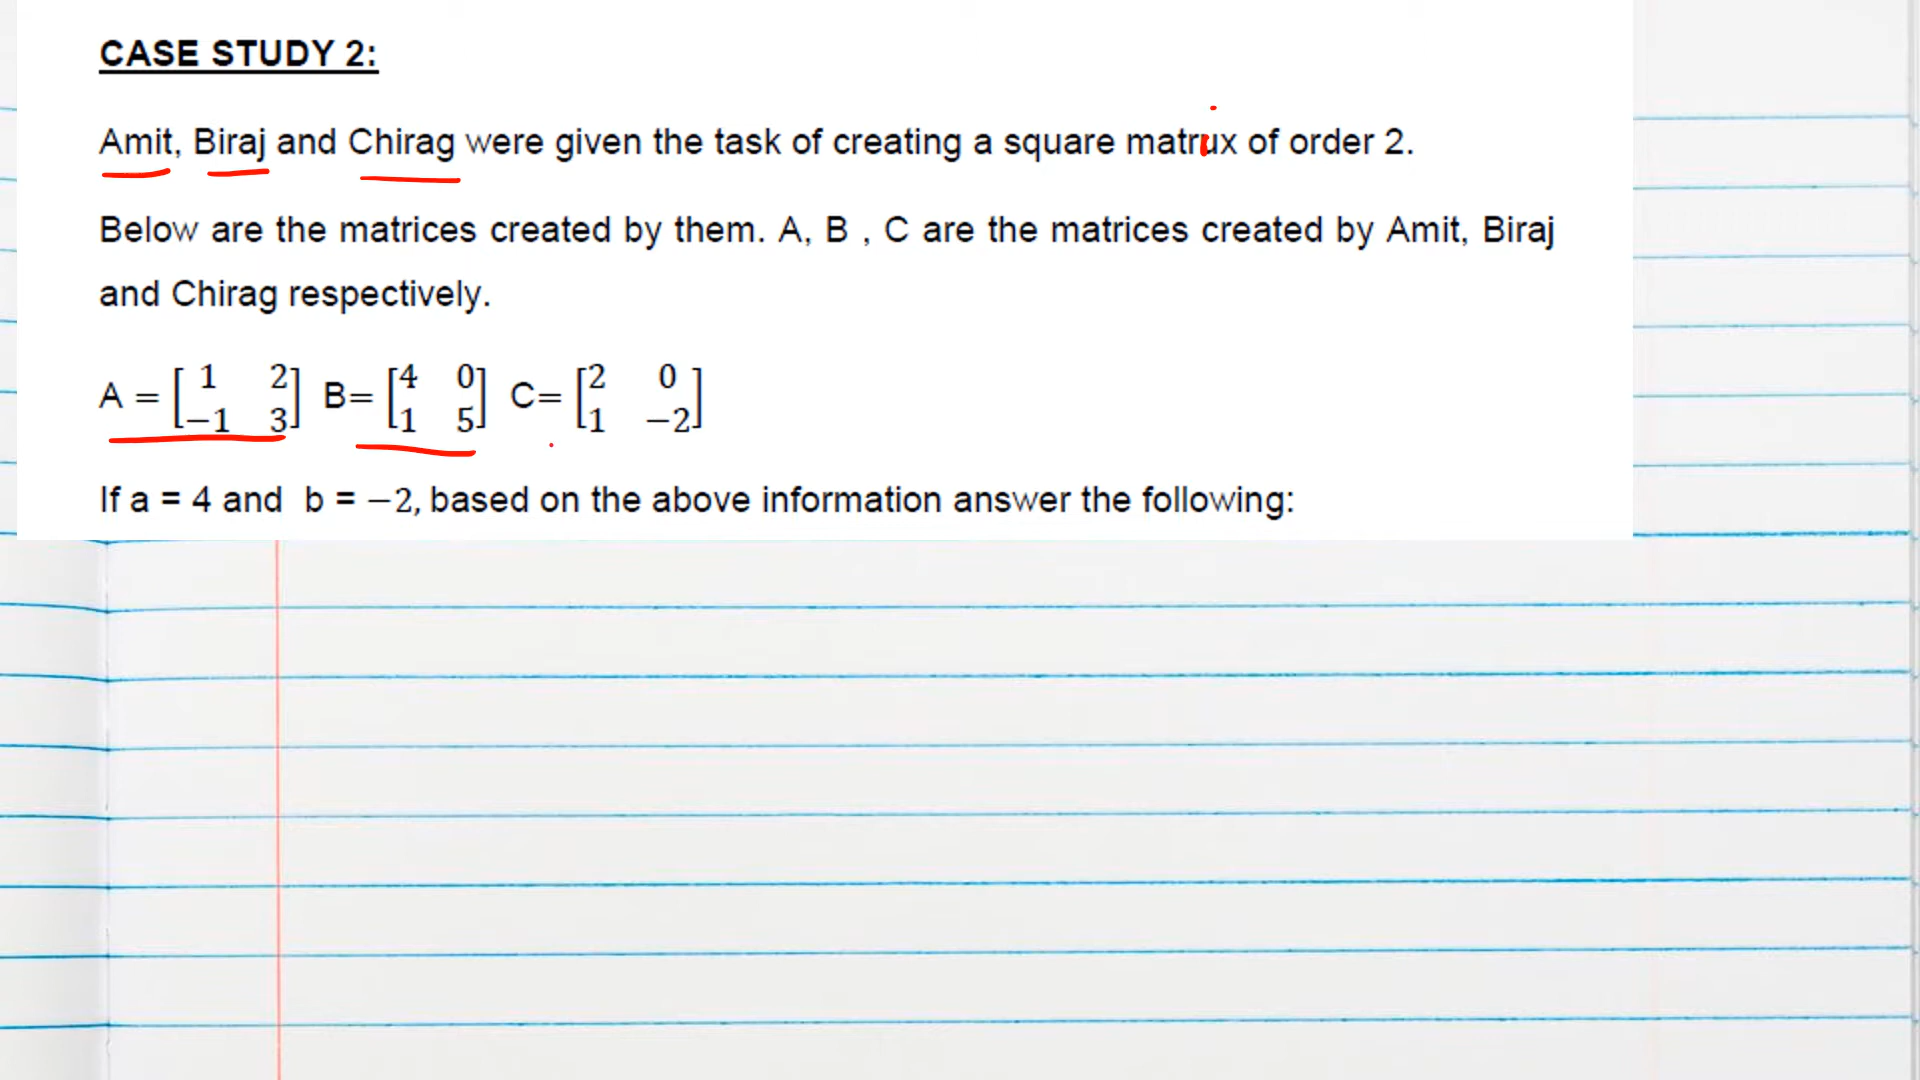 CASE STUDY 2:
Amit, Biraj and Chirag were given the task of creating a square matrux of order 2.
Below are the matrices created by them. A, B , C are the matrices created by Amit, Biraj
and Chirag respectively.
A = [1 2; −1 3] B= [4 0; 1 5] C= [2 0; 1 −2]
If a = 4 and b = −2, based on the above information answer the following: